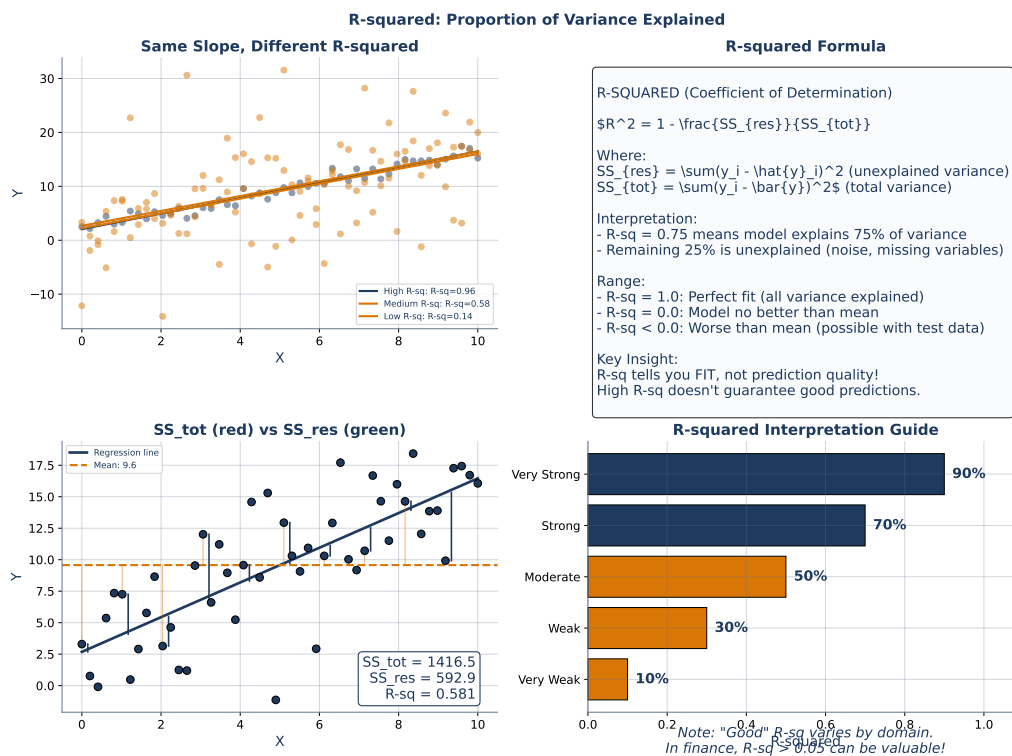 R-squared: Proportion of Variance Explained
Same Slope, Different R-squared
30
20
10
0
−10
Y
0
2
4
6
8
10
X
High R-sq: R-sq=0.96
Medium R-sq: R-sq=0.58
Low R-sq: R-sq=0.14
R-squared Formula
R-SQUARED (Coefficient of Determination)
$R^2 = 1 - \frac{SS_{res}}{SS_{tot}}
Where:
SS_{res} = \sum(y_i - \hat{y}_i)^2 (unexplained variance)
SS_{tot} = \sum(y_i - \bar{y})^2$ (total variance)
Interpretation:
- R-sq = 0.75 means model explains 75% of variance
- Remaining 25% is unexplained (noise, missing variables)
Range:
- R-sq = 1.0: Perfect fit (all variance explained)
- R-sq = 0.0: Model no better than mean
- R-sq < 0.0: Worse than mean (possible with test data)
Key Insight:
R-sq tells you FIT, not prediction quality!
High R-sq doesn't guarantee good predictions.
SS_tot (red) vs SS_res (green)
Regression line
Mean: 9.6
17.5
15.0
12.5
10.0
7.5
5.0
2.5
0.0
Y
0
2
4
6
8
10
X
SS_tot = 1416.5
SS_res = 592.9
R-sq = 0.581
R-squared Interpretation Guide
Very Strong
90%
Strong
70%
Moderate
50%
Weak
30%
Very Weak
10%
0.0
0.2
0.4
0.6
0.8
1.0
R-squared
Note: "Good" R-sq varies by domain.
In finance, R-sq > 0.05 can be valuable!